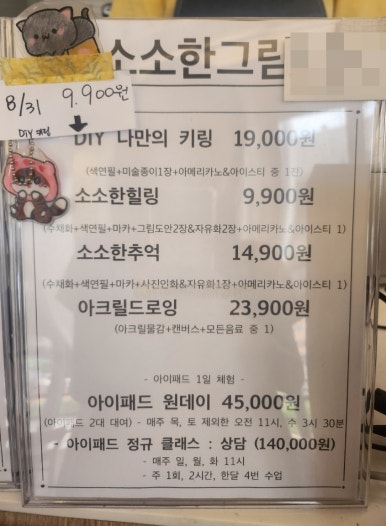 소소한그림
8/31 9.900원
DIY 키링
DIY 나만의 키링 19,000원
(색연필+미술종이1장+아메리카노&아이스티 중 1잔)
소소한힐링 9,900원
(수채화+색연필+마카+그림도안2장&자유화2장+아메리카노&아이스티 1)
소소한추억 14,900원
(수채화+색연필+마카+사진인화&자유화1장+아메리카노&아이스티 1)
아크릴드로잉 23,900원
(아크릴물감+캔버스+모든음료 중 1)
- 아이패드 1일 체험 -
아이패드 원데이 45,000원
(아이패드 2대 대여) - 매주 목, 토 제외한 오전 11시, 수 3시 30분
- 아이패드 정규 클래스 : 상담 (140,000원)
- 매주 일, 월, 화 11시
- 주 1회, 2시간, 한달 4번 수업